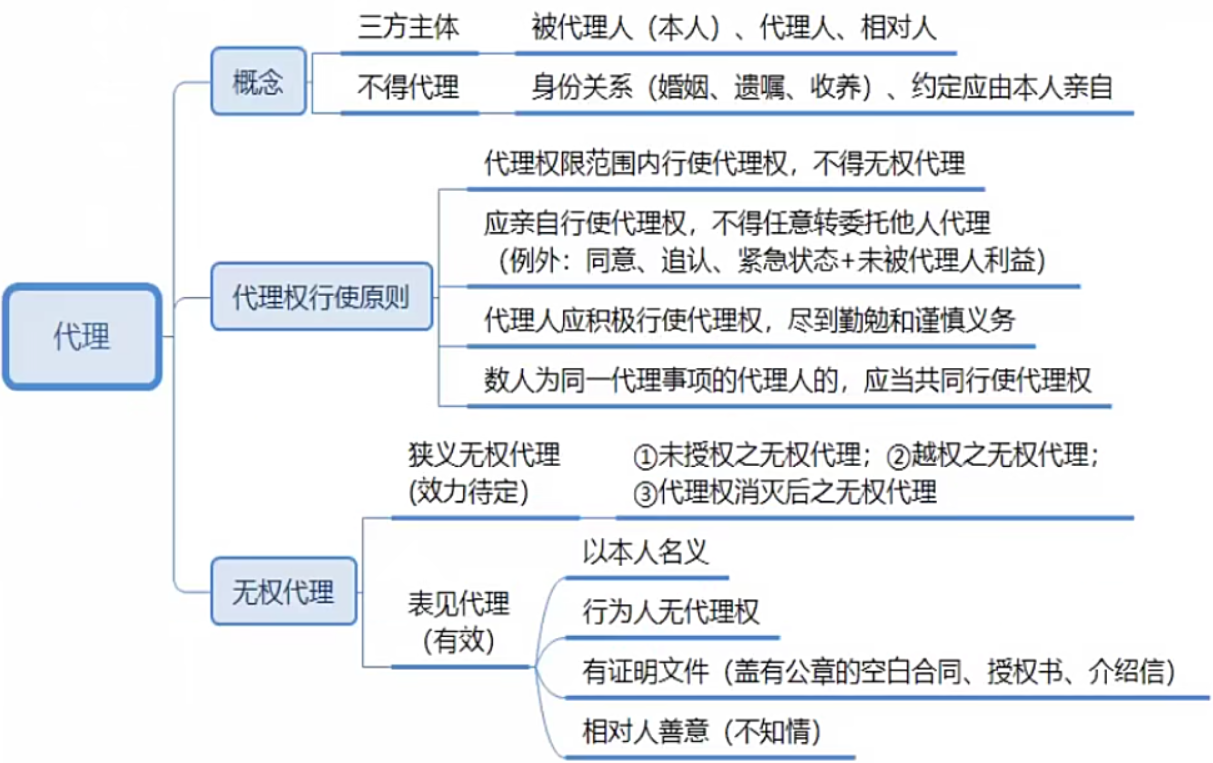 代理
概念
三方主体
被代理人（本人）、代理人、相对人
不得代理
身份关系（婚姻、遗嘱、收养）、约定应由本人亲自
代理权行使原则
代理权限范围内行使代理权，不得无权代理
应亲自行使代理权，不得任意转委托他人代理
（例外：同意、追认、紧急状态+未被代理人利益）
代理人应积极行使代理权，尽到勤勉和谨慎义务
数人为同一代理事项的代理人的，应当共同行使代理权
无权代理
狭义无权代理
(效力待定)
①未授权之无权代理；②越权之无权代理；
③代理权消灭后之无权代理
表见代理
（有效）
以本人名义
行为人无代理权
有证明文件（盖有公章的空白合同、授权书、介绍信）
相对人善意（不知情）